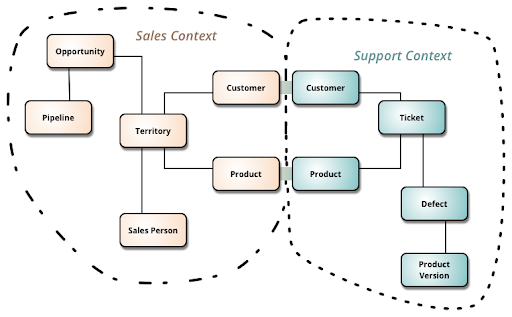 Sales Context
Support Context
Opportunity
Pipeline
Territory
Customer
Customer
Ticket
Product
Product
Sales Person
Defect
Product
Version